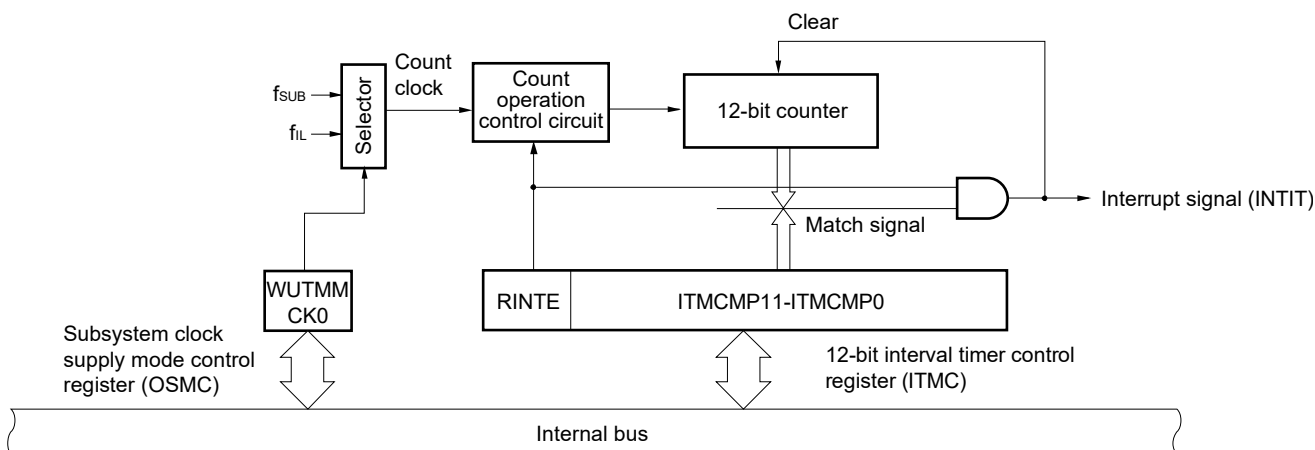 Clear
Count
clock
fSUB
fIL
Selector
Count
operation
control circuit
12-bit counter
Match signal
Interrupt signal (INTIT)
WUTMM
CK0
RINTE
ITMCMP11-ITMCMP0
Subsystem clock
supply mode control
register (OSMC)
12-bit interval timer control
register (ITMC)
Internal bus